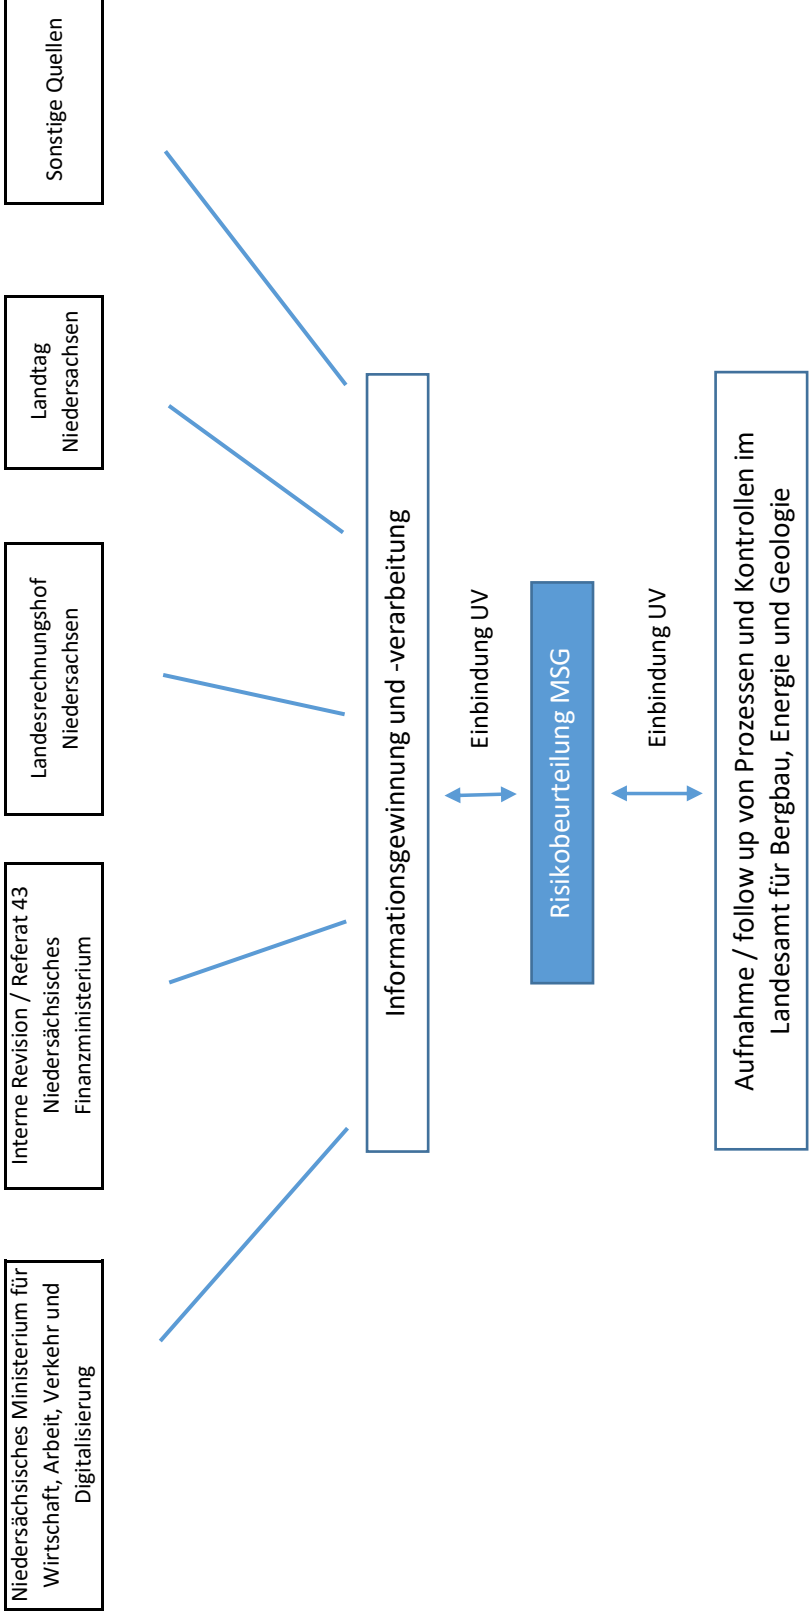 Niedersächsisches Ministerium für
Wirtschaft, Arbeit, Verkehr und
Digitalisierung
Interne Revision / Referat 43
Niedersächsisches
Finanzministerium
Landesrechnungshof
Niedersachsen
Landtag
Niedersachsen
Sonstige Quellen
Informationsgewinnung und -verarbeitung
Einbindung UV
Risikobeurteilung MSG
Einbindung UV
Aufnahme / follow up von Prozessen und Kontrollen im
Landesamt für Bergbau, Energie und Geologie